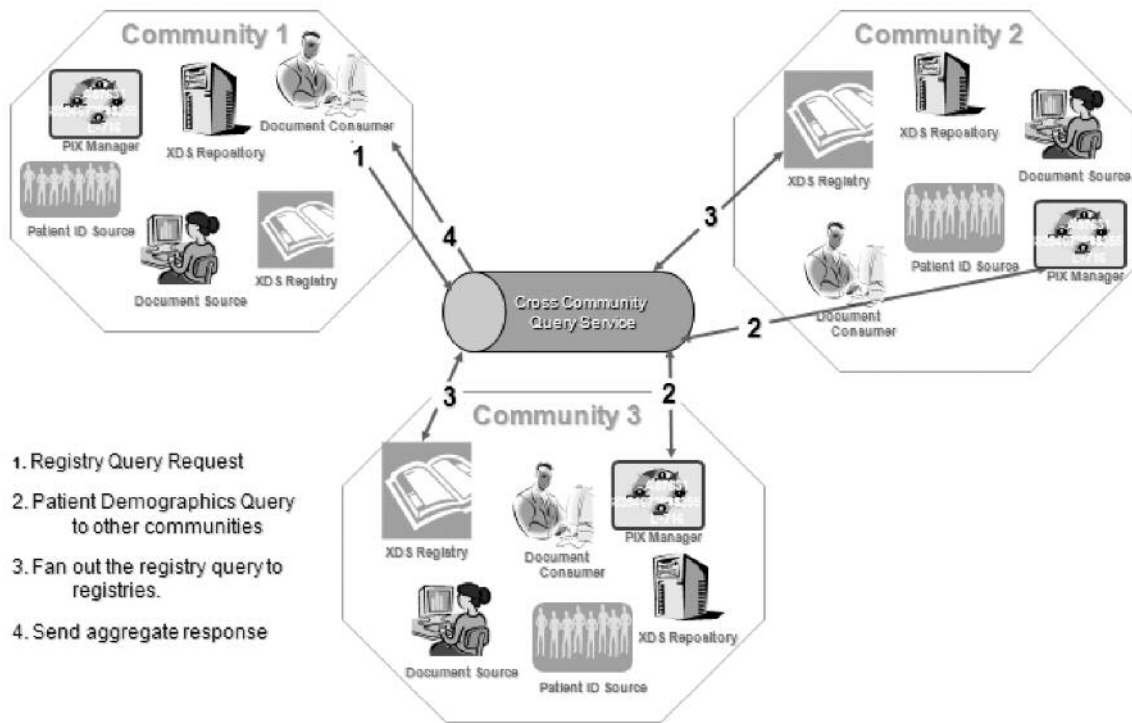 Community 1
PIX Manager
XDS Repository
Document Consumer
Patient ID Source
Document Source
XDS Registry
1
4
Community 2
XDS Registry
XDS Repository
Document Source
Patient ID Source
PIX Manager
Document
Consumer
3
2
Cross Community
Query Service
3
2
Community 3
XDS Registry
Document
Consumer
PIX Manager
Document Source
Patient ID Source
XDS Repository
1. Registry Query Request
2. Patient Demographics Query
to other communities
3. Fan out the registry query to
registries.
4. Send aggregate response